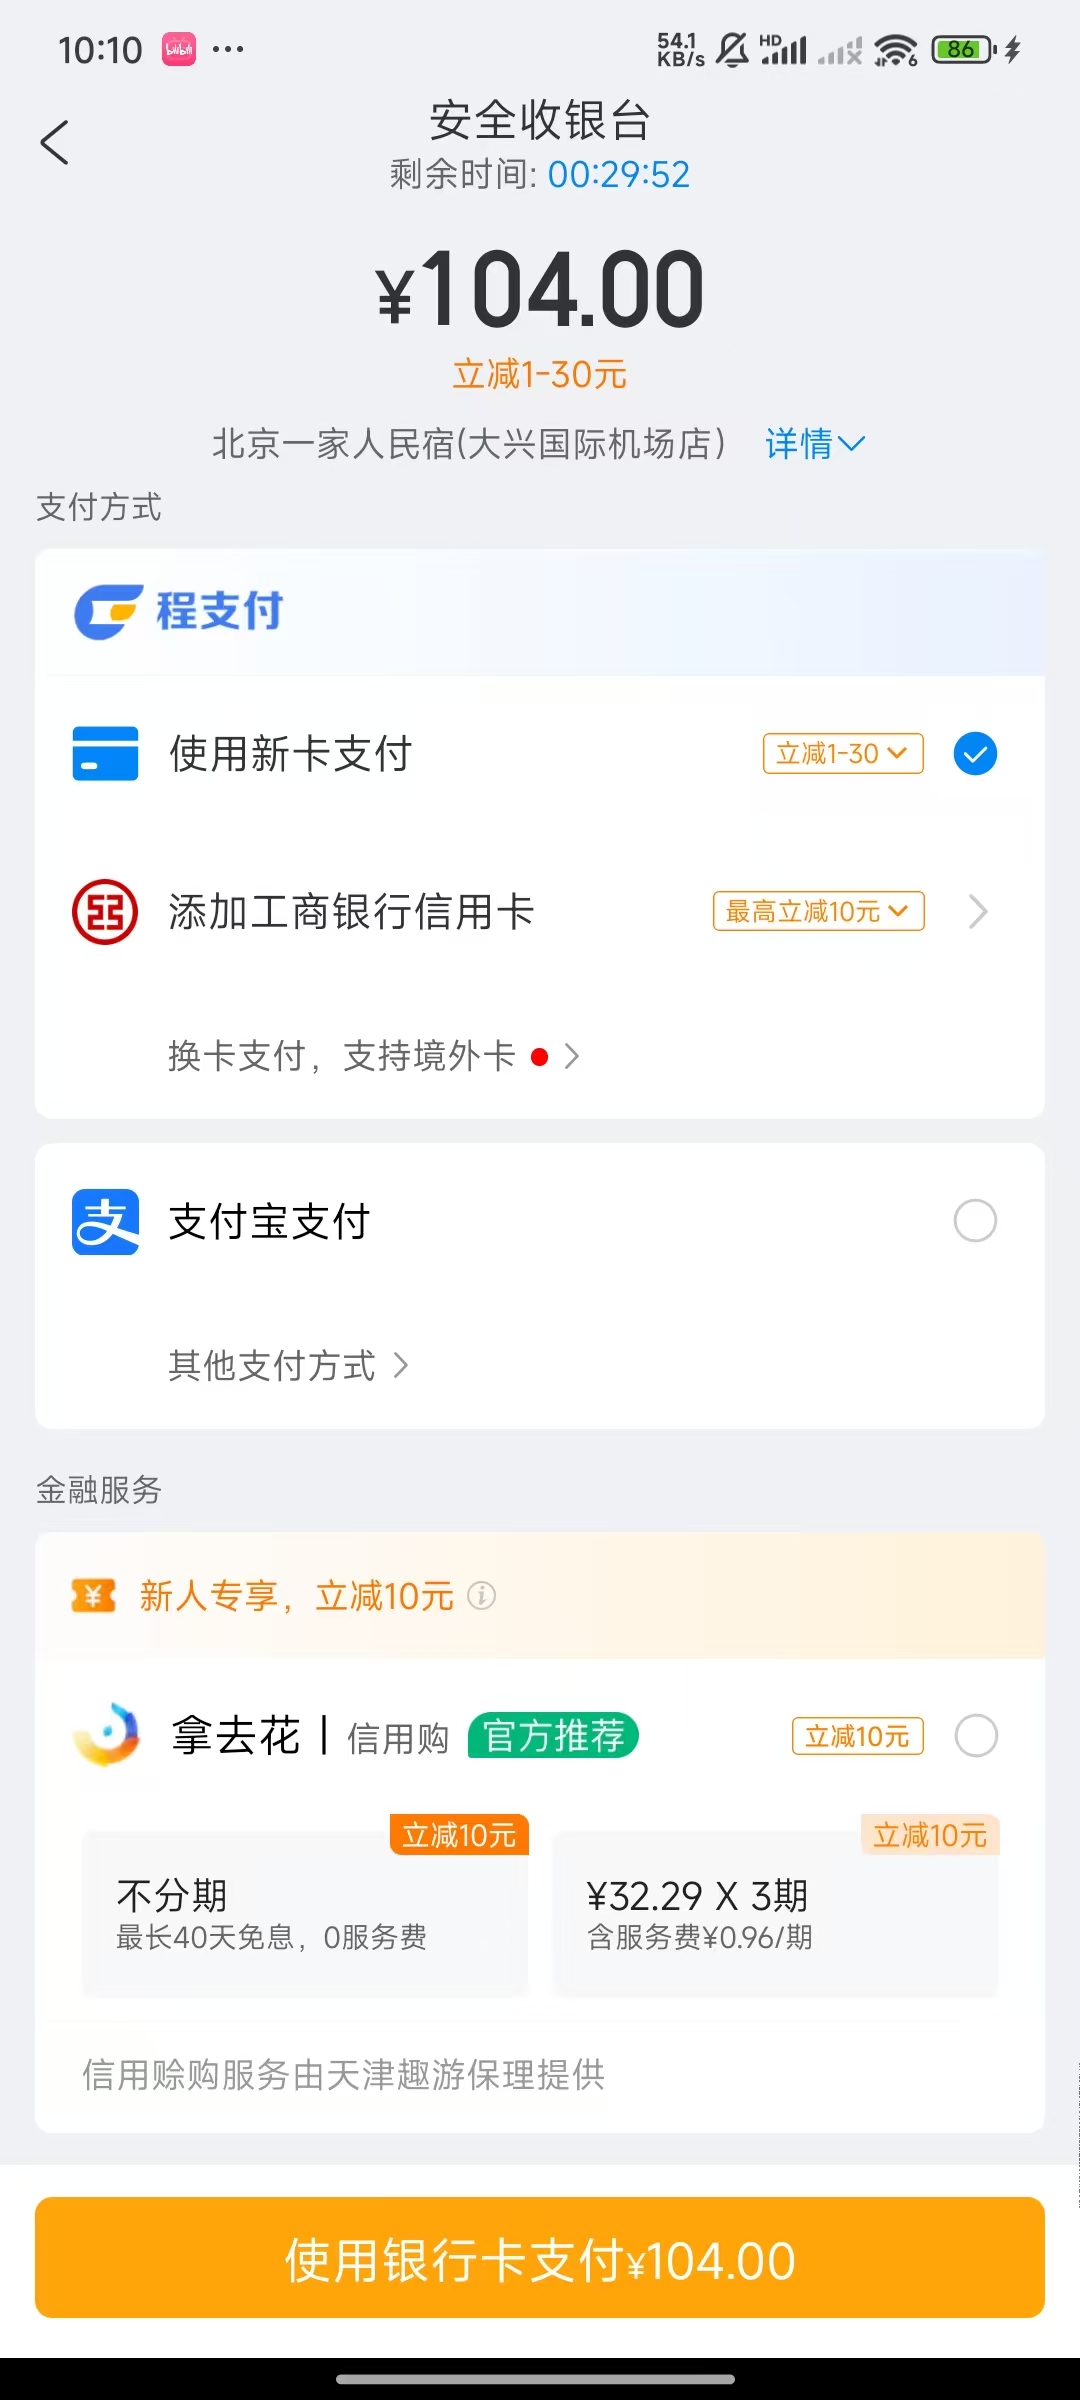 10:10 bilibili ...
54.1 KB/s HD 6 86
安全收银台
剩余时间: 00:29:52
¥104.00
立减1-30元
北京一家人民宿(大兴国际机场店) 详情
支付方式
程支付
使用新卡支付 立减1-30
添加工商银行信用卡 最高立减10元
换卡支付，支持境外卡
支 支付宝支付
其他支付方式
金融服务
¥ 新人专享，立减10元 i
拿去花 | 信用购 官方推荐 立减10元
立减10元 立减10元
不分期 ¥32.29 X 3期
最长40天免息，0服务费 含服务费¥0.96/期
信用赊购服务由天津趣游保理提供
使用银行卡支付¥104.00